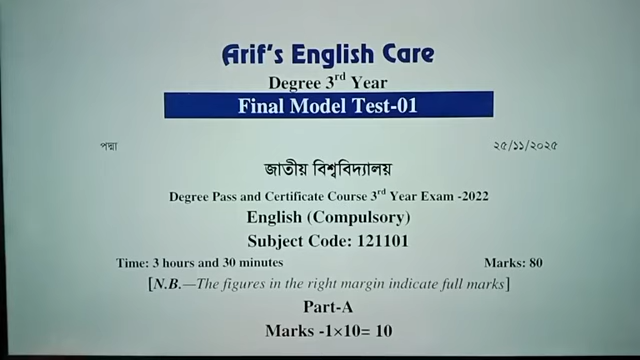 Arif's English Care
Degree 3rd Year
Final Model Test-01
পদ্মা ২৫/১১/২০২৫
জাতীয় বিশ্ববিদ্যালয়
Degree Pass and Certificate Course 3rd Year Exam -2022
English (Compulsory)
Subject Code: 121101
Time: 3 hours and 30 minutes Marks: 80
[N.B.—The figures in the right margin indicate full marks]
Part-A
Marks -1×10= 10